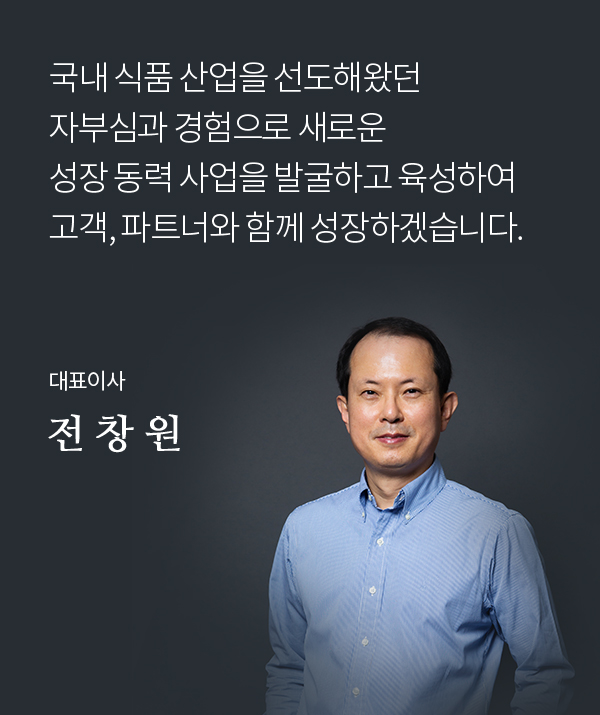 국내 식품 산업을 선도해왔던
자부심과 경험으로 새로운
성장 동력 사업을 발굴하고 육성하여
고객, 파트너와 함께 성장하겠습니다.
대표이사
전창원